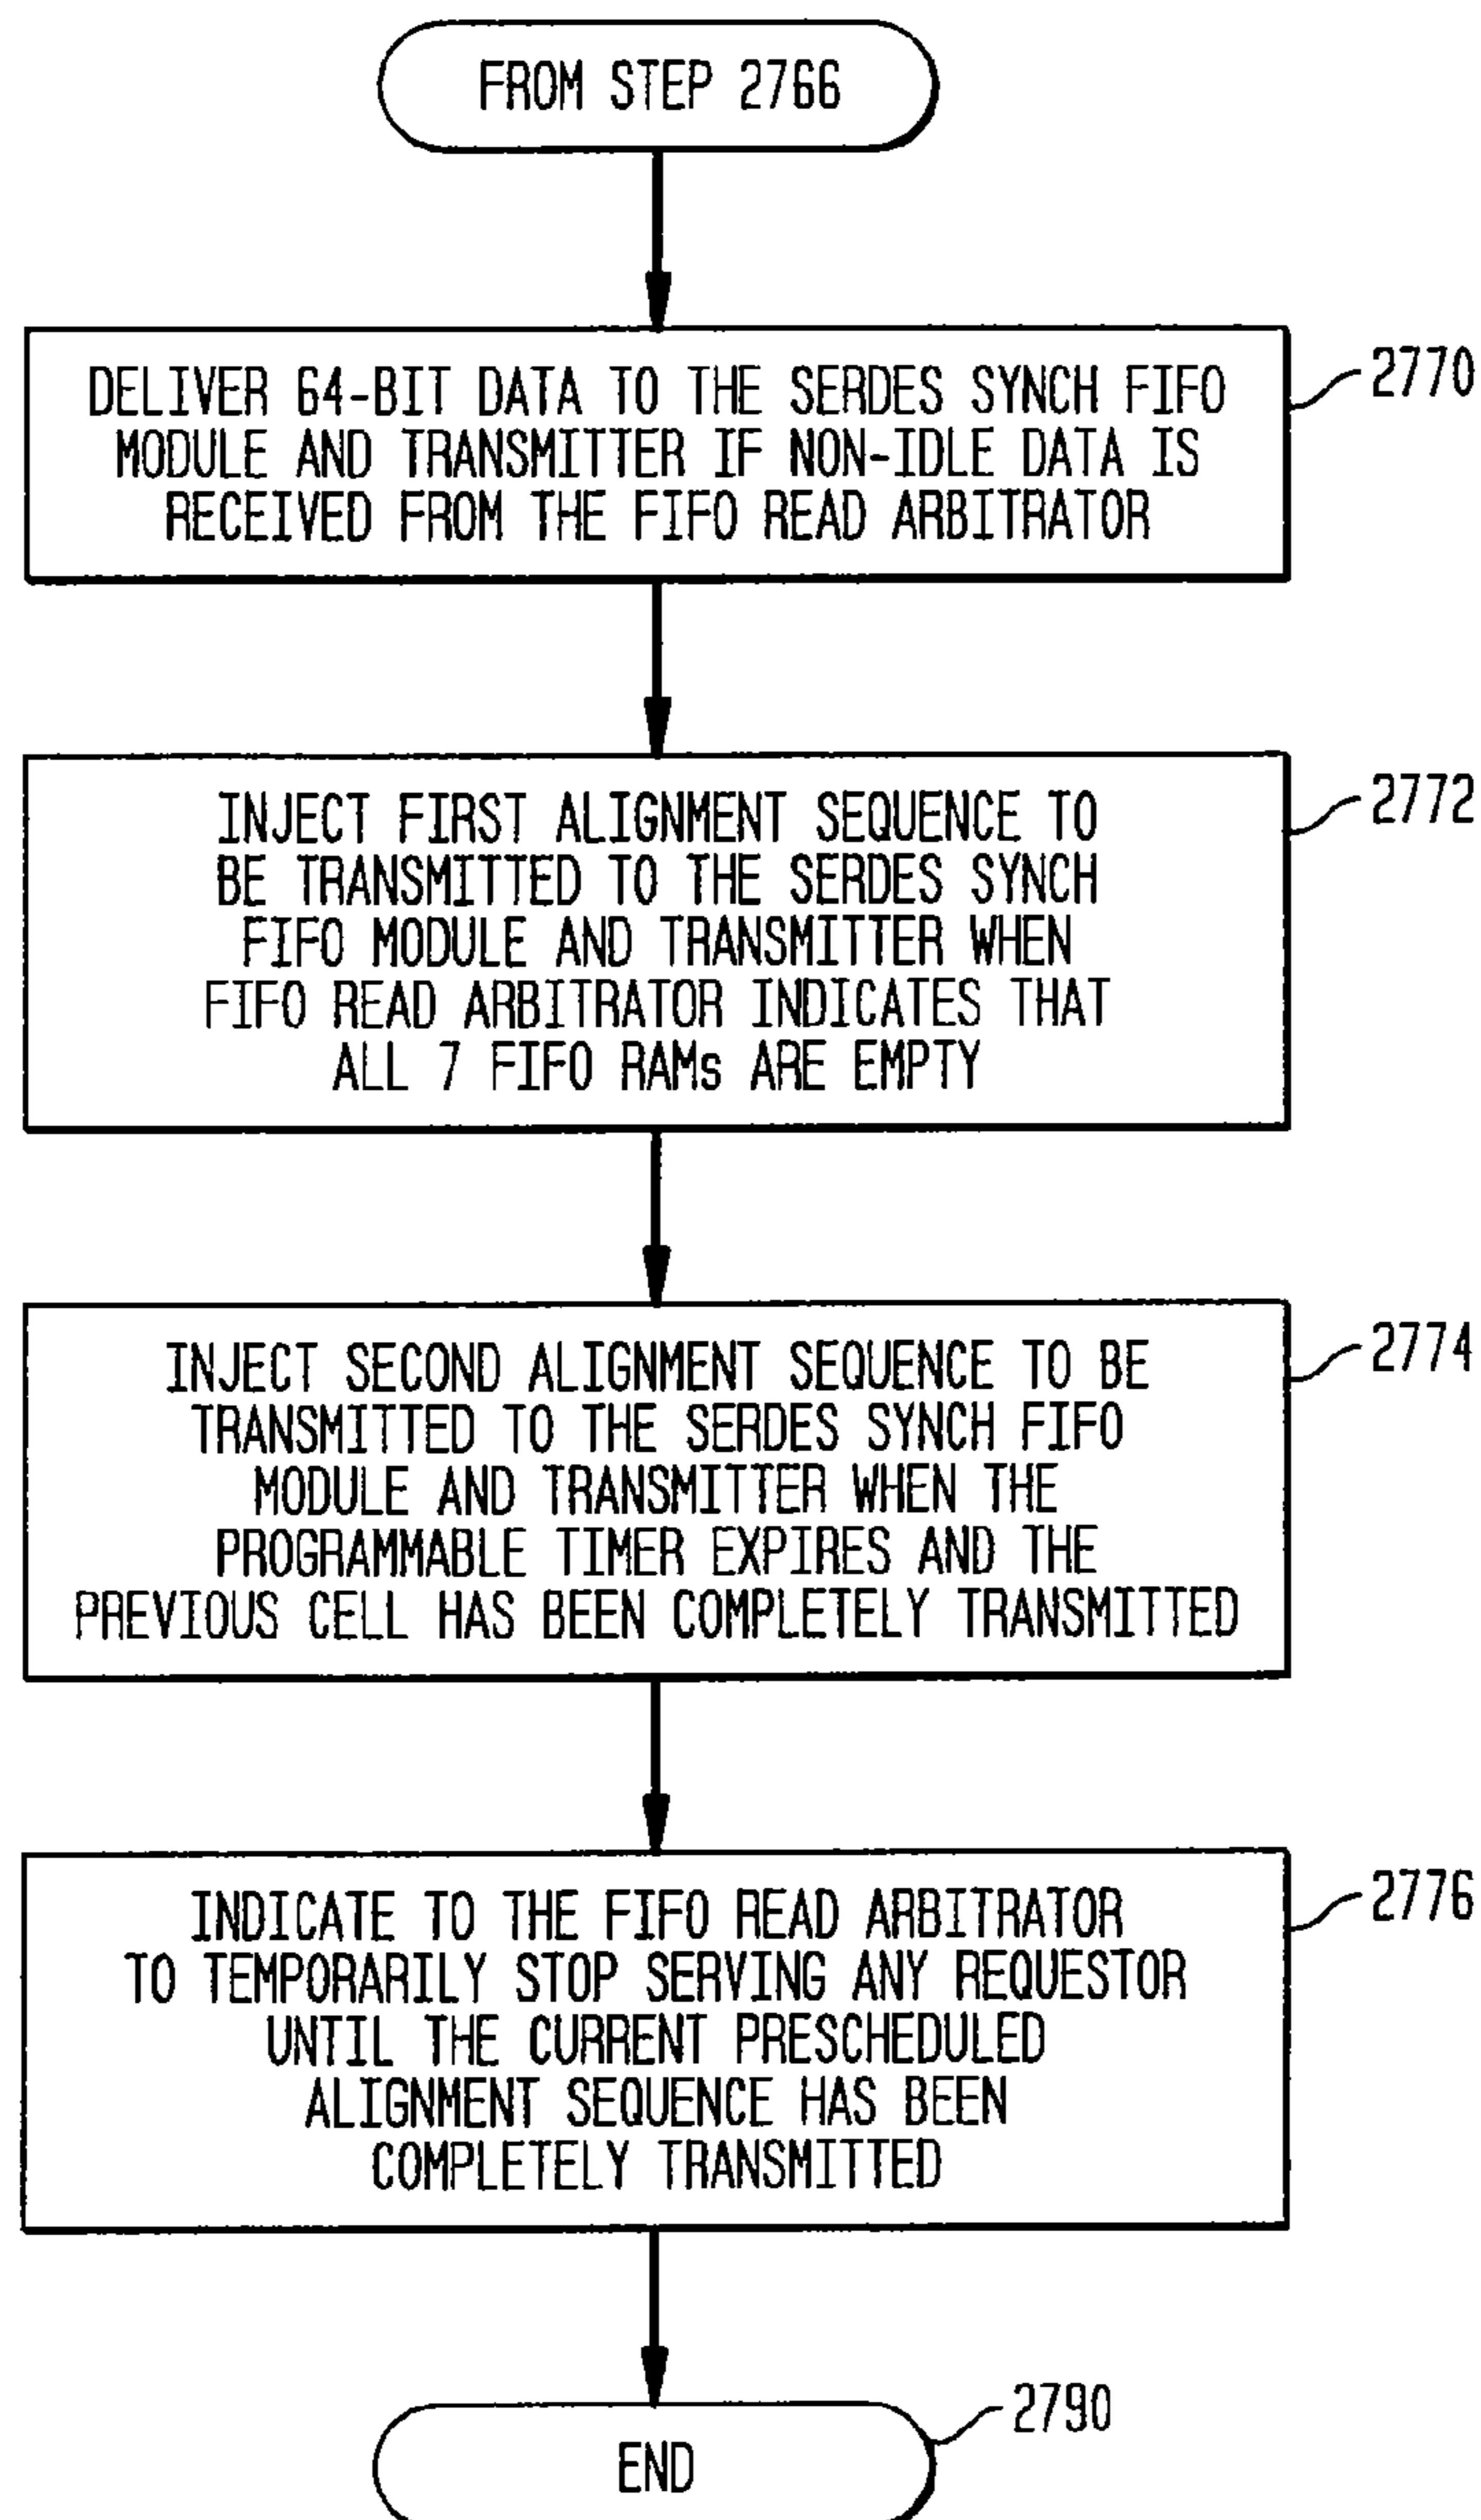 FROM STEP 2766
DELIVER 64-BIT DATA TO THE SERDES SYNCH FIFO
MODULE AND TRANSMITTER IF NON-IDLE DATA IS
RECEIVED FROM THE FIFO READ ARBITRATOR
2770
INJECT FIRST ALIGNMENT SEQUENCE TO
BE TRANSMITTED TO THE SERDES SYNCH
FIFO MODULE AND TRANSMITTER WHEN
FIFO READ ARBITRATOR INDICATES THAT
ALL 7 FIFO RAMs ARE EMPTY
2772
INJECT SECOND ALIGNMENT SEQUENCE TO BE
TRANSMITTED TO THE SERDES SYNCH FIFO
MODULE AND TRANSMITTER WHEN THE
PROGRAMMABLE TIMER EXPIRES AND THE
PREVIOUS CELL HAS BEEN COMPLETELY TRANSMITTED
2774
INDICATE TO THE FIFO READ ARBITRATOR
TO TEMPORARILY STOP SERVING ANY REQUESTOR
UNTIL THE CURRENT PRESCHEDULED
ALIGNMENT SEQUENCE HAS BEEN
COMPLETELY TRANSMITTED
2776
END
2790